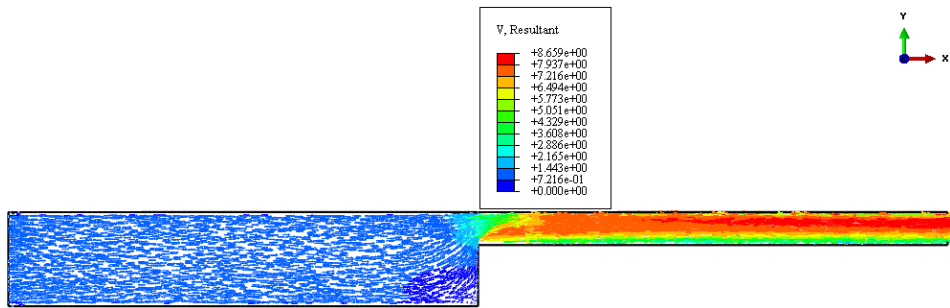 V, Resultant
+8.659e+00
+7.937e+00
+7.216e+00
+6.494e+00
+5.773e+00
+5.051e+00
+4.329e+00
+3.608e+00
+2.886e+00
+2.165e+00
+1.443e+00
+7.216e-01
+0.000e+00
Y
X